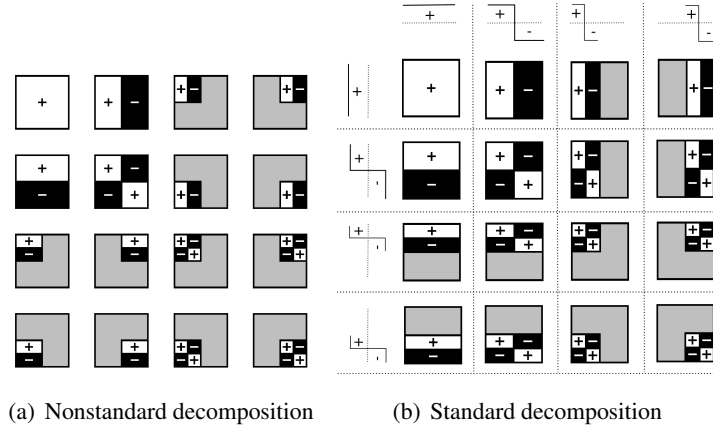 + + − + − + −
+ + −
− − + + − + −
+ + + − + −
− − − + − +
+ + + − + −
− − − + − +
(a) Nonstandard decomposition
+ + + +
- - -
+ + + − + − + −
+ + + − + − + −
- − − + − + − +
+ + + − + − + −
- − − + − + − +
+ + + − + − + −
- − − + − + − +
(b) Standard decomposition